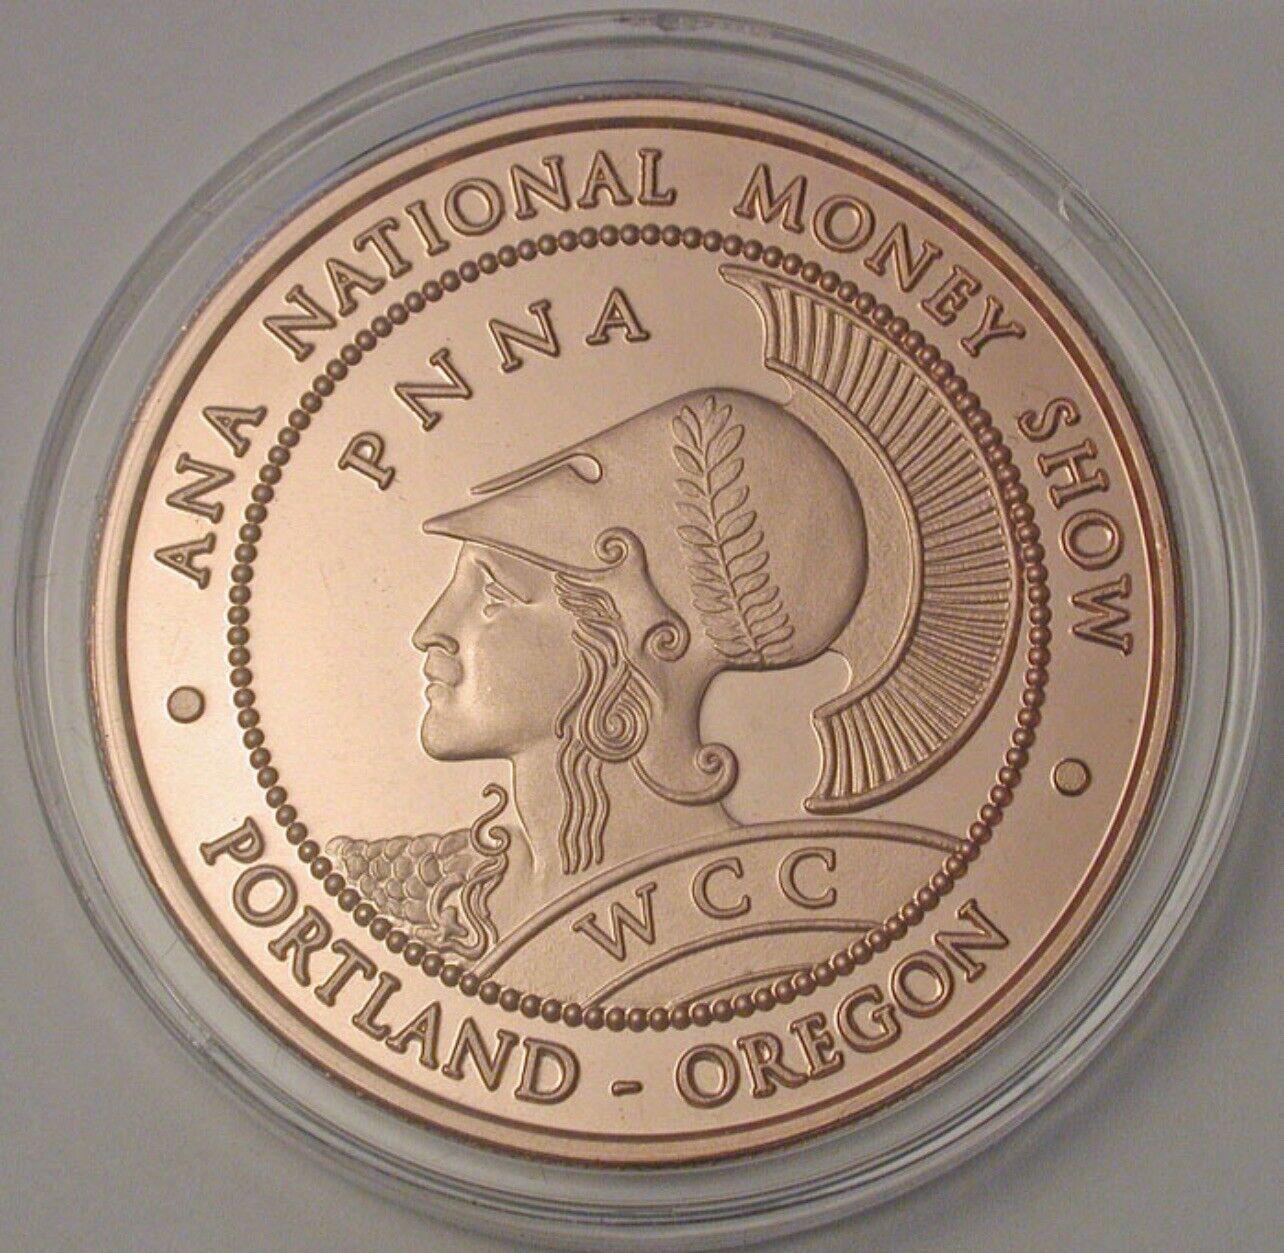 ANA NATIONAL MONEY SHOW
PNNA
WCC
PORTLAND - OREGON